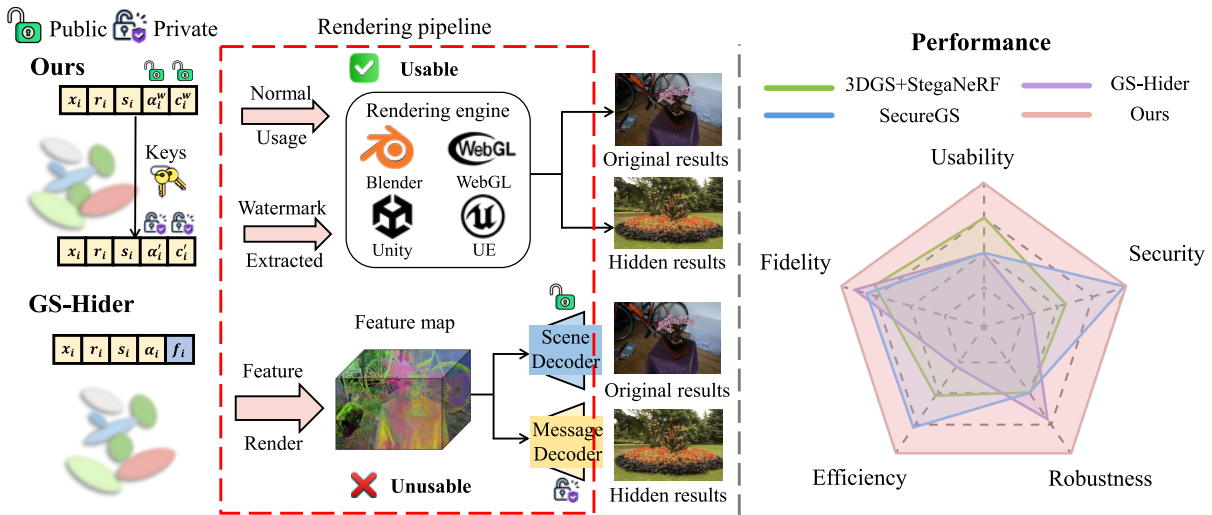 Public Private
Ours
x_i r_i s_i α_i^w c_i^w
Keys
x_i r_i s_i α_i′ c_i′
GS-Hider
x_i r_i s_i α_i f_i
Rendering pipeline
Usable
Normal
Usage
Watermark
Extracted
Rendering engine
Blender
WebGL
WebGL
Unity
UE
Original results
Hidden results
Feature
Render
Feature map
Scene
Decoder
Message
Decoder
Unusable
Original results
Hidden results
Performance
3DGS+StegaNeRF
GS-Hider
SecureGS
Ours
Usability
Security
Fidelity
Efficiency
Robustness